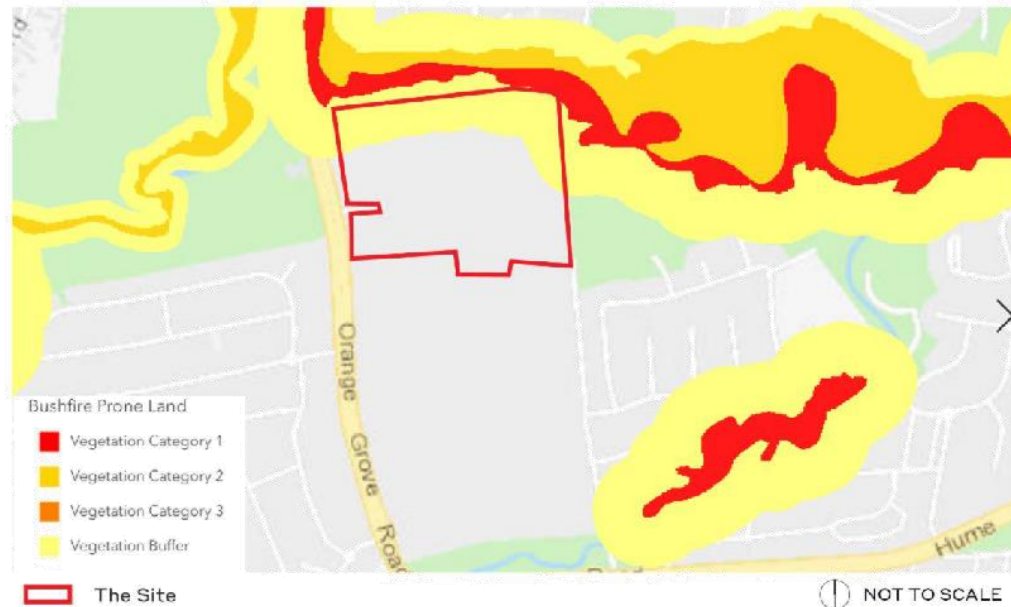 rd
Orange
Grove
Road
Hume
Bushfire Prone Land
Vegetation Category 1
Vegetation Category 2
Vegetation Category 3
Vegetation Buffer
The Site
NOT TO SCALE